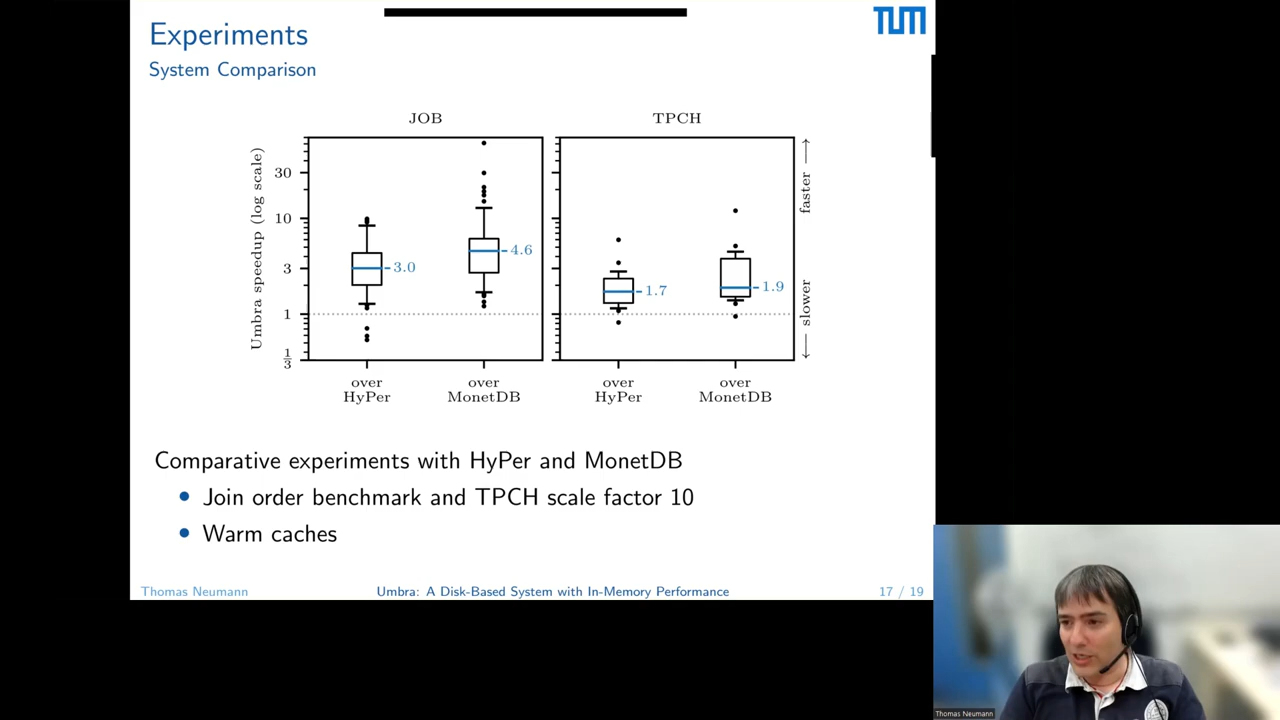 Experiments
TUM
System Comparison
JOB
TPCH
Umbra speedup (log scale)
30
10
3
1
1/3
3.0
4.6
1.7
1.9
← slower
faster →
over
HyPer
over
MonetDB
over
HyPer
over
MonetDB
Comparative experiments with HyPer and MonetDB
• Join order benchmark and TPCH scale factor 10
• Warm caches
Thomas Neumann
Umbra: A Disk-Based System with In-Memory Performance
17 / 19
Thomas Neumann